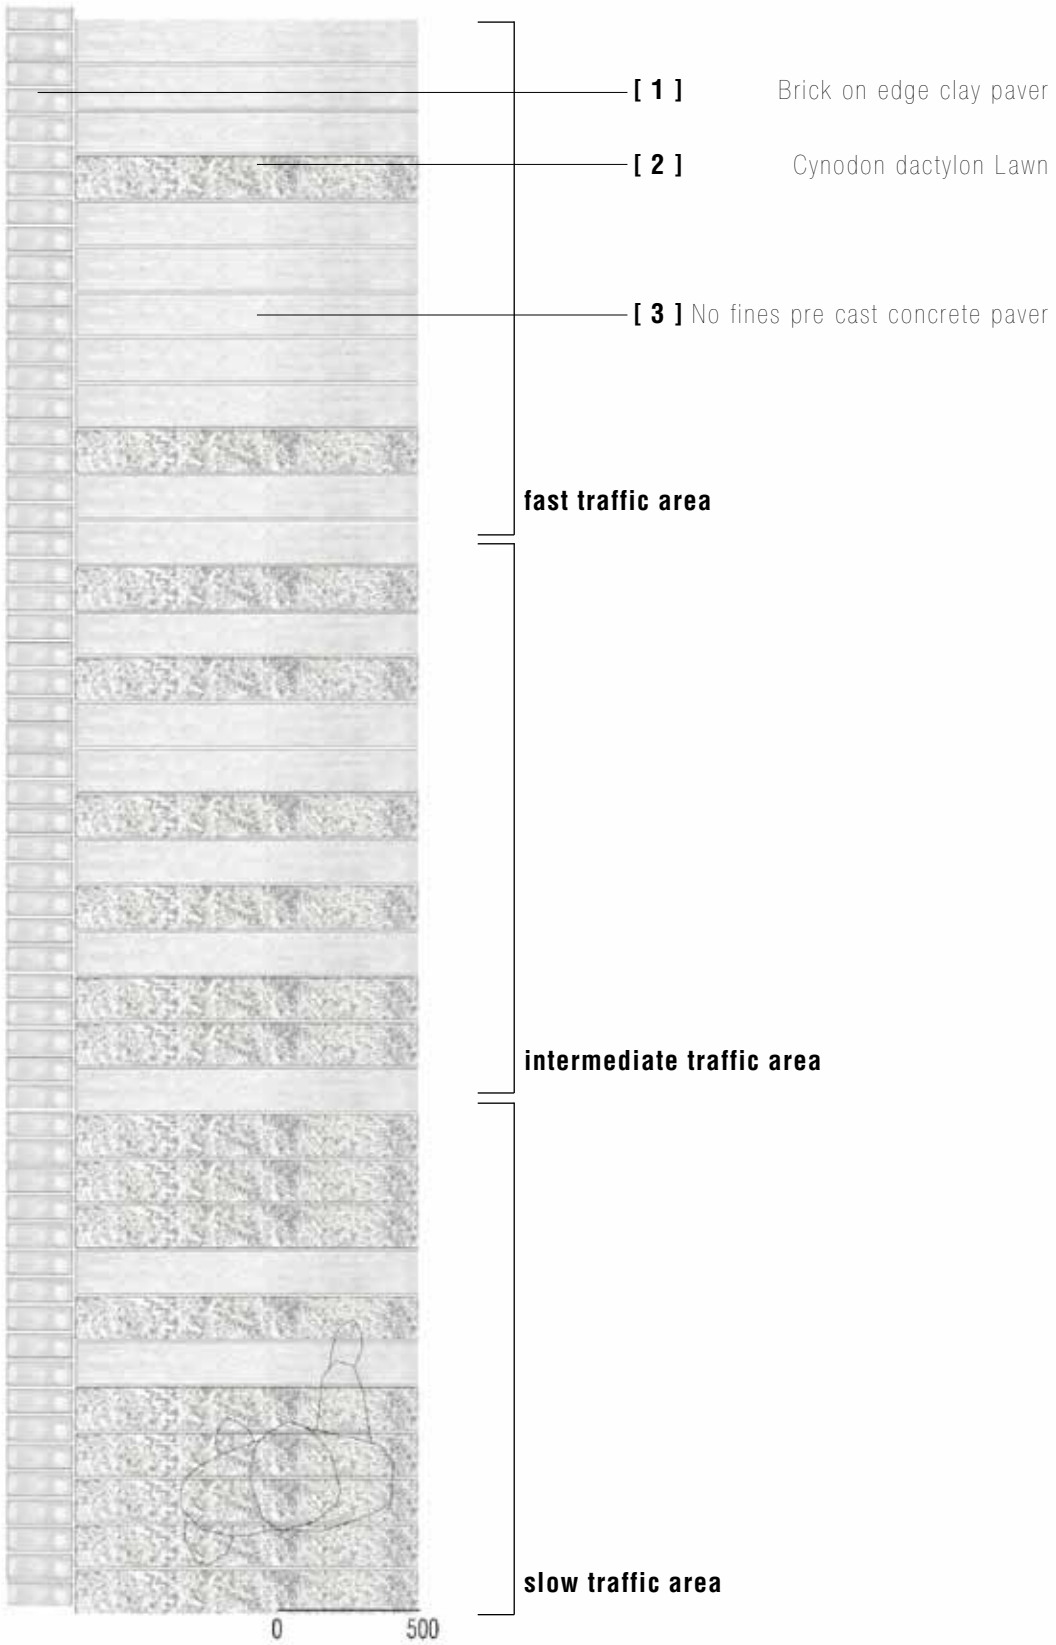 [ 1 ] Brick on edge clay paver
[ 2 ] Cynodon dactylon Lawn
[ 3 ] No fines pre cast concrete paver
fast traffic area
intermediate traffic area
slow traffic area
0 500